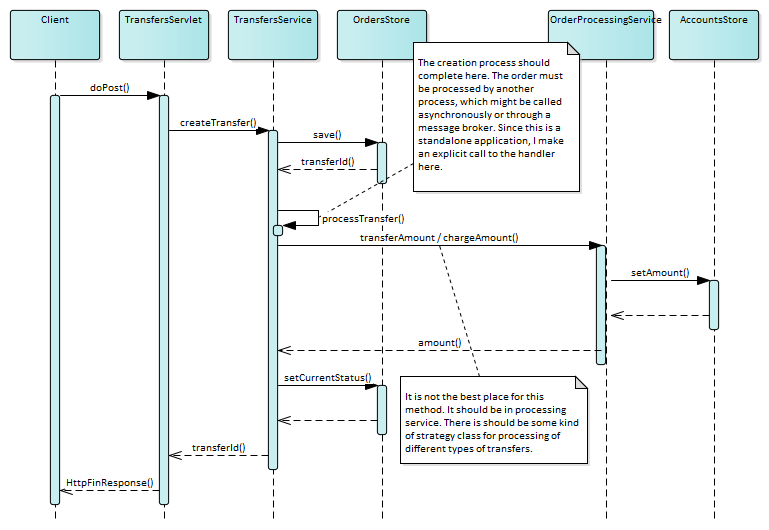 Client
TransfersServlet
TransfersService
OrdersStore
OrderProcessingService
AccountsStore
The creation process should
complete here. The order must
be processed by another
process, which might be called
asynchronously or through a
message broker. Since this is a
standalone application, I make
an explicit call to the handler
here.
doPost()
createTransfer()
save()
transferId()
processTransfer()
transferAmount / chargeAmount()
setAmount()
amount()
setCurrentStatus()
It is not the best place for this
method. It should be in processing
service. There is should be some kind
of strategy class for processing of
different types of transfers.
transferId()
HttpFinResponse()